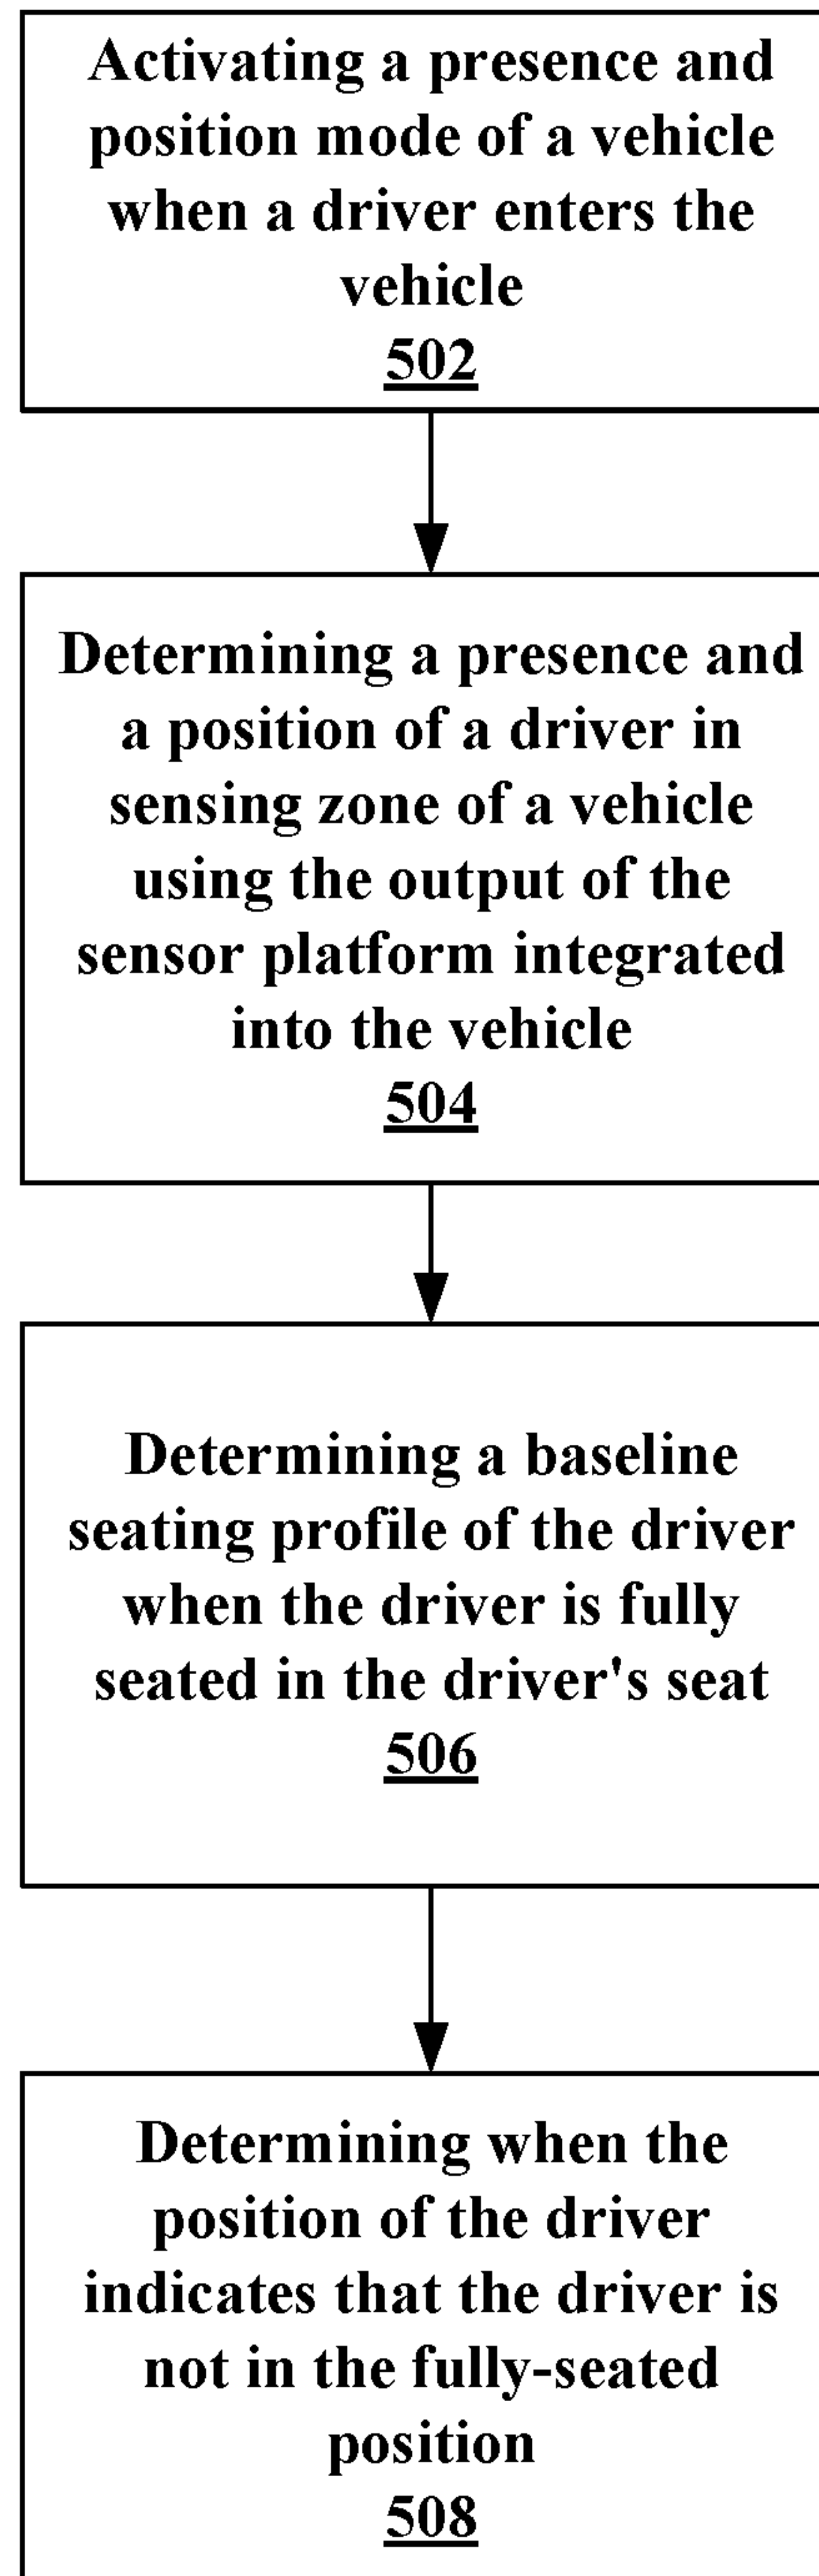 Activating a presence and
position mode of a vehicle
when a driver enters the
vehicle
502
Determining a presence and
a position of a driver in
sensing zone of a vehicle
using the output of the
sensor platform integrated
into the vehicle
504
Determining a baseline
seating profile of the driver
when the driver is fully
seated in the driver's seat
506
Determining when the
position of the driver
indicates that the driver is
not in the fully-seated
position
508